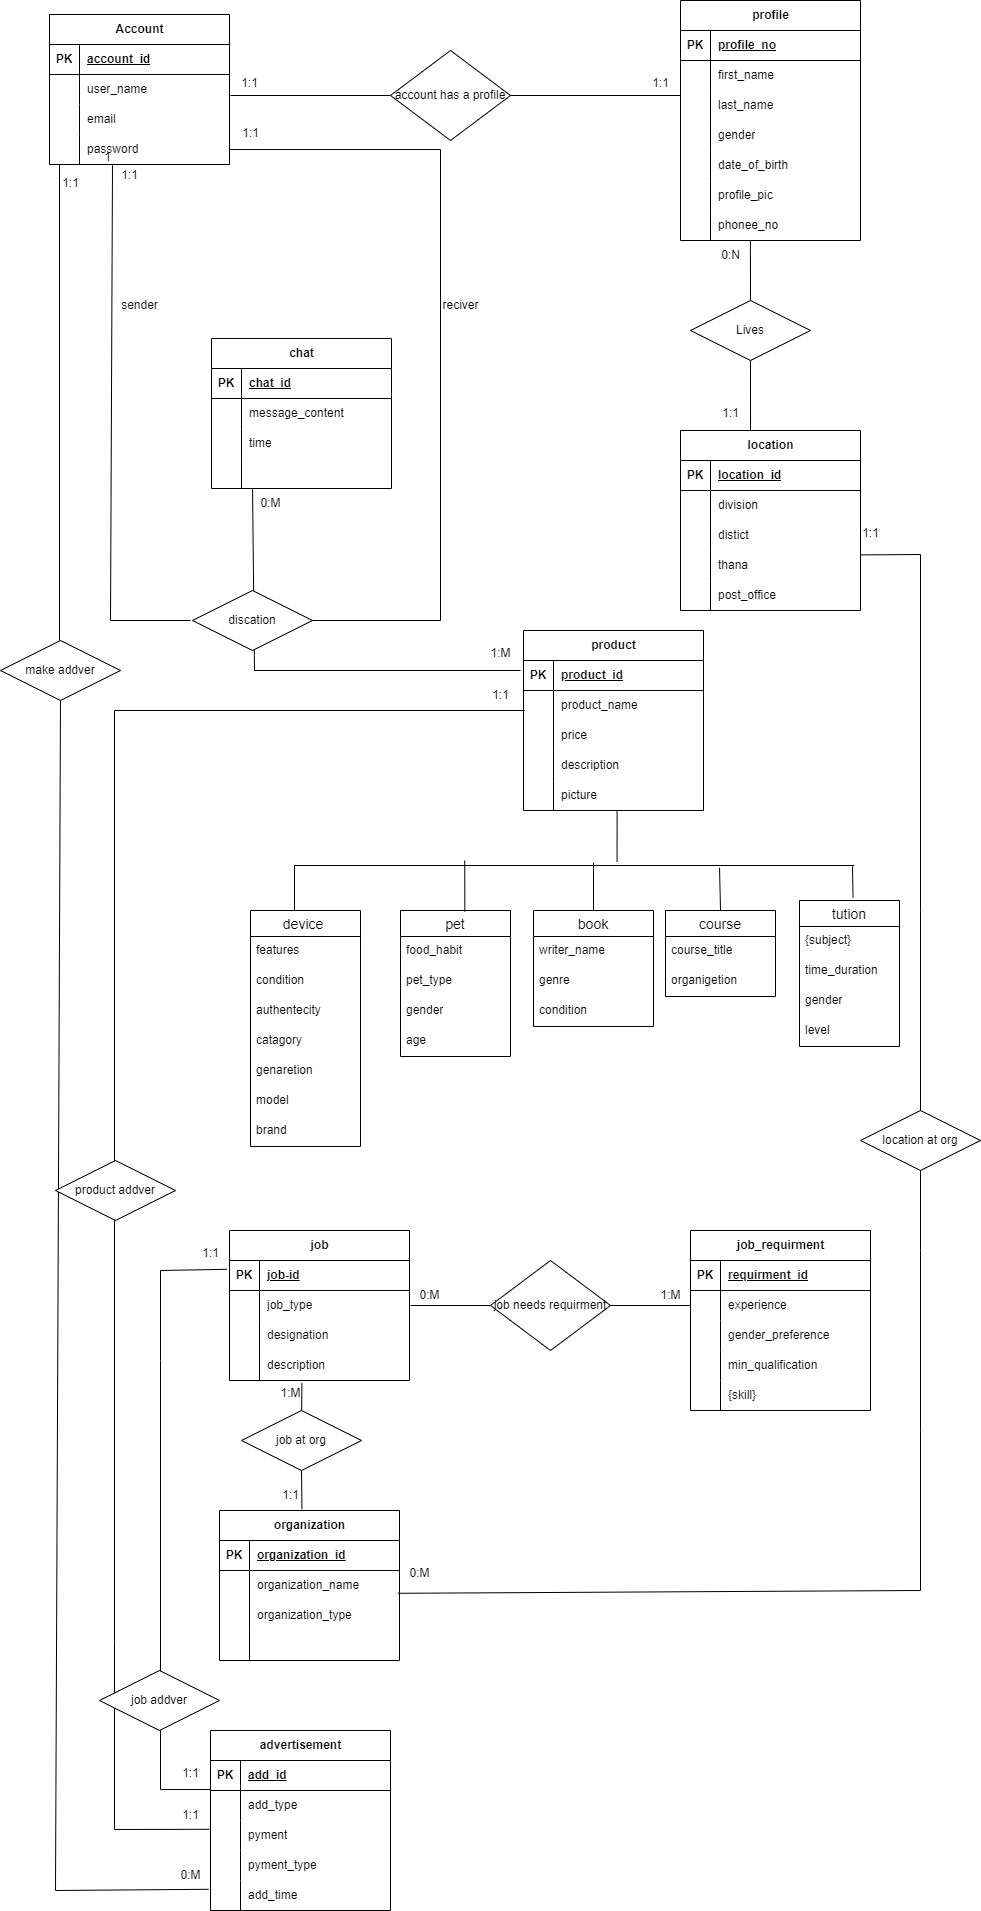 Account
PK account_id
user_name
email
password
1
1:1
account has a profile
1:1
profile
PK profile_no
first_name
last_name
gender
date_of_birth
profile_pic
phonee_no
1:1
1:1
1:1
sender
reciver
0:N
Lives
1:1
chat
PK chat_id
message_content
time
0:M
location
PK location_id
division
distict
thana
post_office
1:1
discation
make addver
1:M
1:1
product
PK product_id
product_name
price
description
picture
device
features
condition
authentecity
catagory
genaretion
model
brand
pet
food_habit
pet_type
gender
age
book
writer_name
genre
condition
course
course_title
organigetion
tution
{subject}
time_duration
gender
level
location at org
product addver
1:1
job
PK job-id
job_type
designation
description
0:M
job needs requirment
1:M
job_requirment
PK requirment_id
experience
gender_preference
min_qualification
{skill}
1:M
job at org
1:1
organization
PK organization_id
organization_name
organization_type
0:M
job addver
1:1
1:1
0:M
advertisement
PK add_id
add_type
pyment
pyment_type
add_time